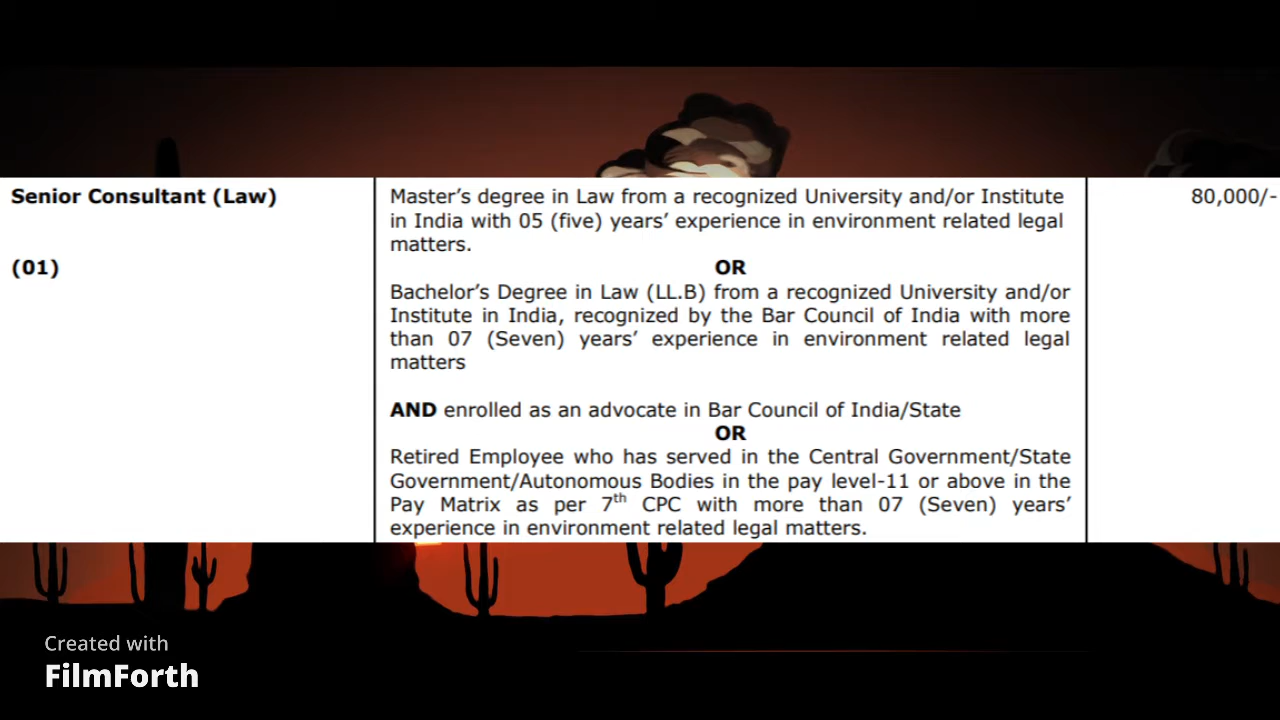 Senior Consultant (Law)
(01)
Master’s degree in Law from a recognized University and/or Institute
in India with 05 (five) years’ experience in environment related legal
matters.
OR
Bachelor’s Degree in Law (LL.B) from a recognized University and/or
Institute in India, recognized by the Bar Council of India with more
than 07 (Seven) years’ experience in environment related legal
matters
AND enrolled as an advocate in Bar Council of India/State
OR
Retired Employee who has served in the Central Government/State
Government/Autonomous Bodies in the pay level-11 or above in the
Pay Matrix as per 7th CPC with more than 07 (Seven) years’
experience in environment related legal matters.
80,000/-
Created with
FilmForth